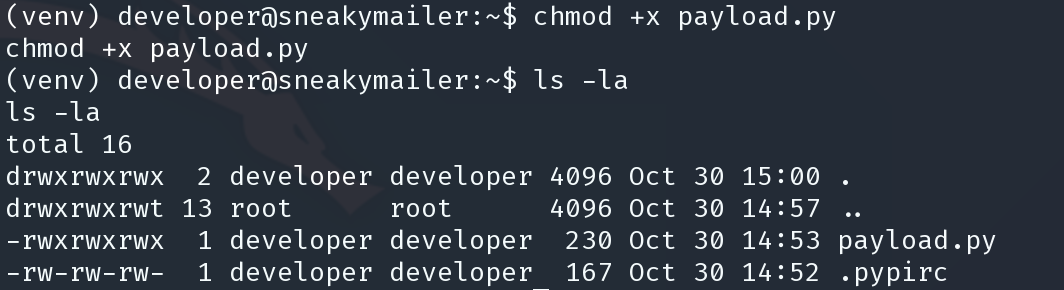 (venv) developer@sneakymailer:~$ chmod +x payload.py
chmod +x payload.py
(venv) developer@sneakymailer:~$ ls -la
ls -la
total 16
drwxrwxrwx  2 developer developer 4096 Oct 30 15:00 .
drwxrwxrwt 13 root      root      4096 Oct 30 14:57 ..
-rwxrwxrwx  1 developer developer  230 Oct 30 14:53 payload.py
-rw-rw-rw-  1 developer developer  167 Oct 30 14:52 .pypirc